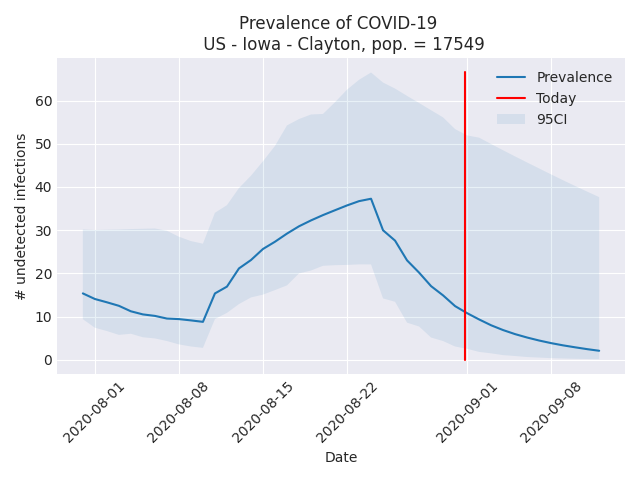 Prevalence of COVID-19
US - Iowa - Clayton, pop. = 17549
Prevalence
Today
95CI
# undetected infections
60
50
40
30
20
10
0
2020-08-01
2020-08-08
2020-08-15
2020-08-22
2020-09-01
2020-09-08
Date